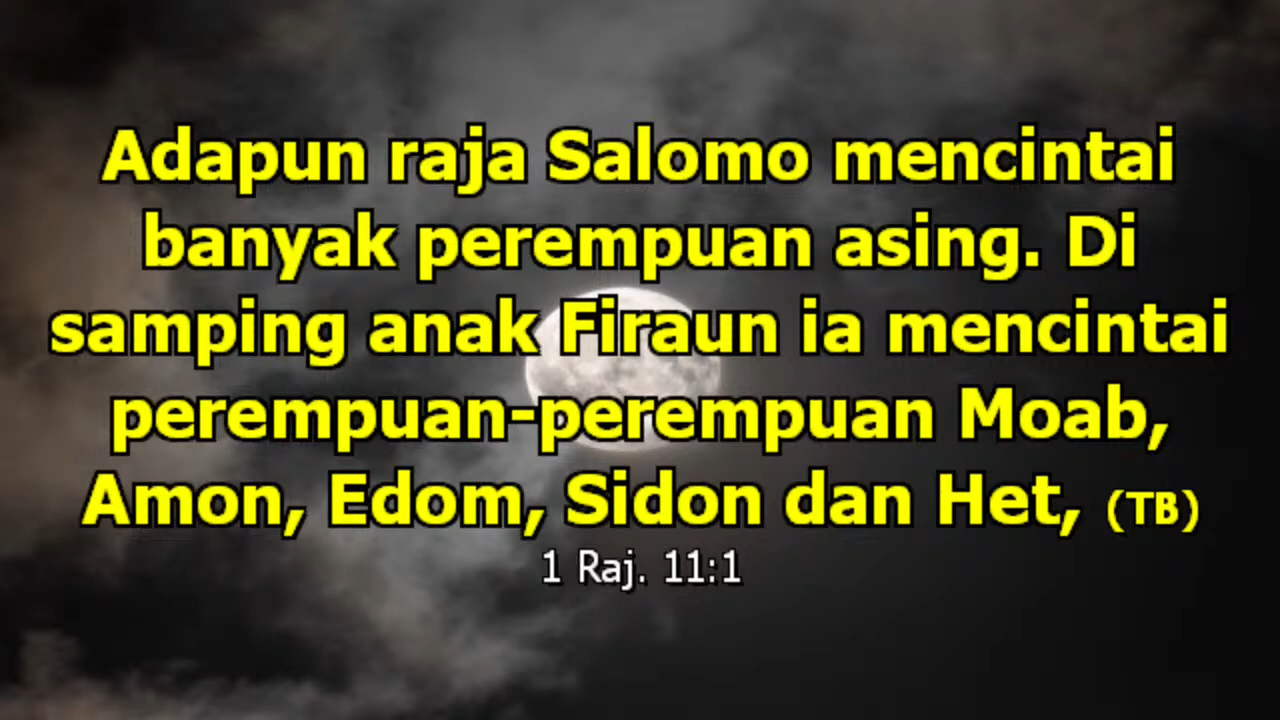 Adapun raja Salomo mencintai
banyak perempuan asing. Di
samping anak Firaun ia mencintai
perempuan-perempuan Moab,
Amon, Edom, Sidon dan Het, (TB)
1 Raj. 11:1